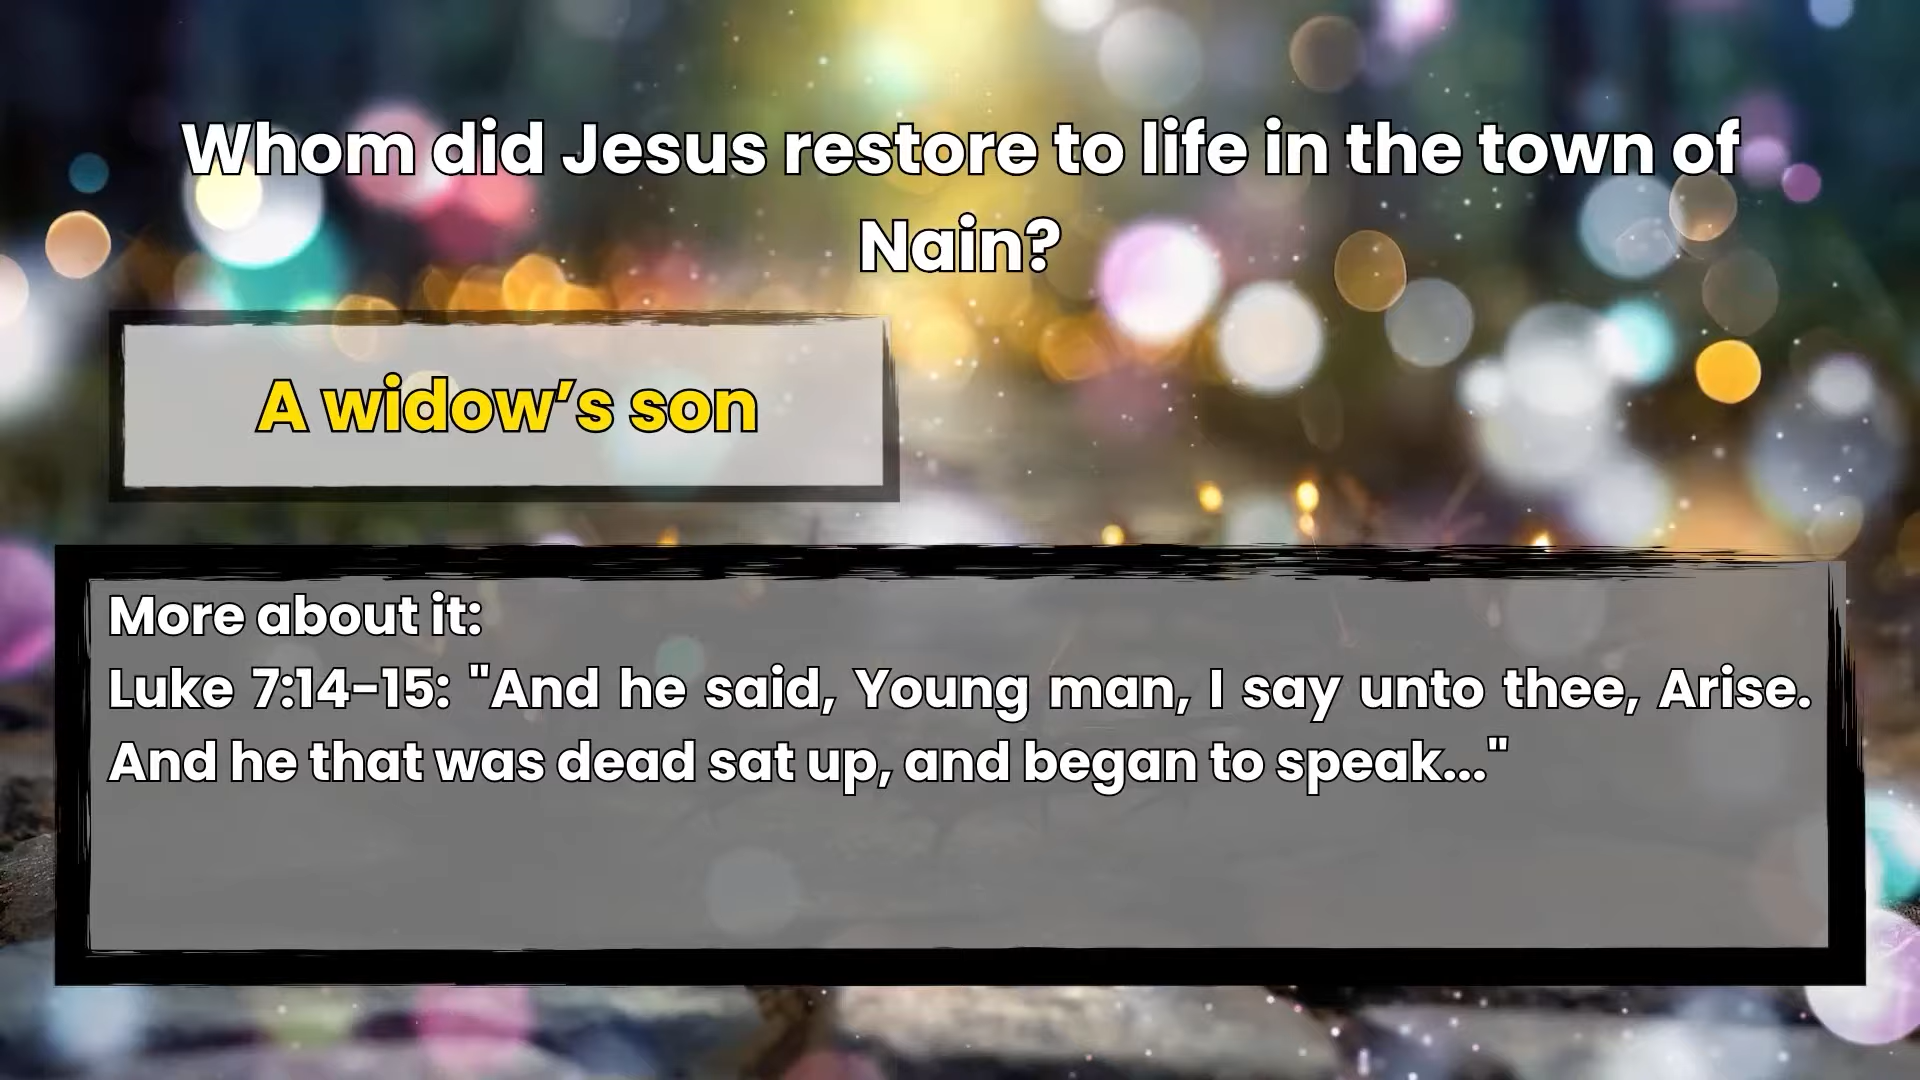 Whom did Jesus restore to life in the town of
Nain?
A widow’s son
More about it:
Luke 7:14–15: "And he said, Young man, I say unto thee, Arise.
And he that was dead sat up, and began to speak..."